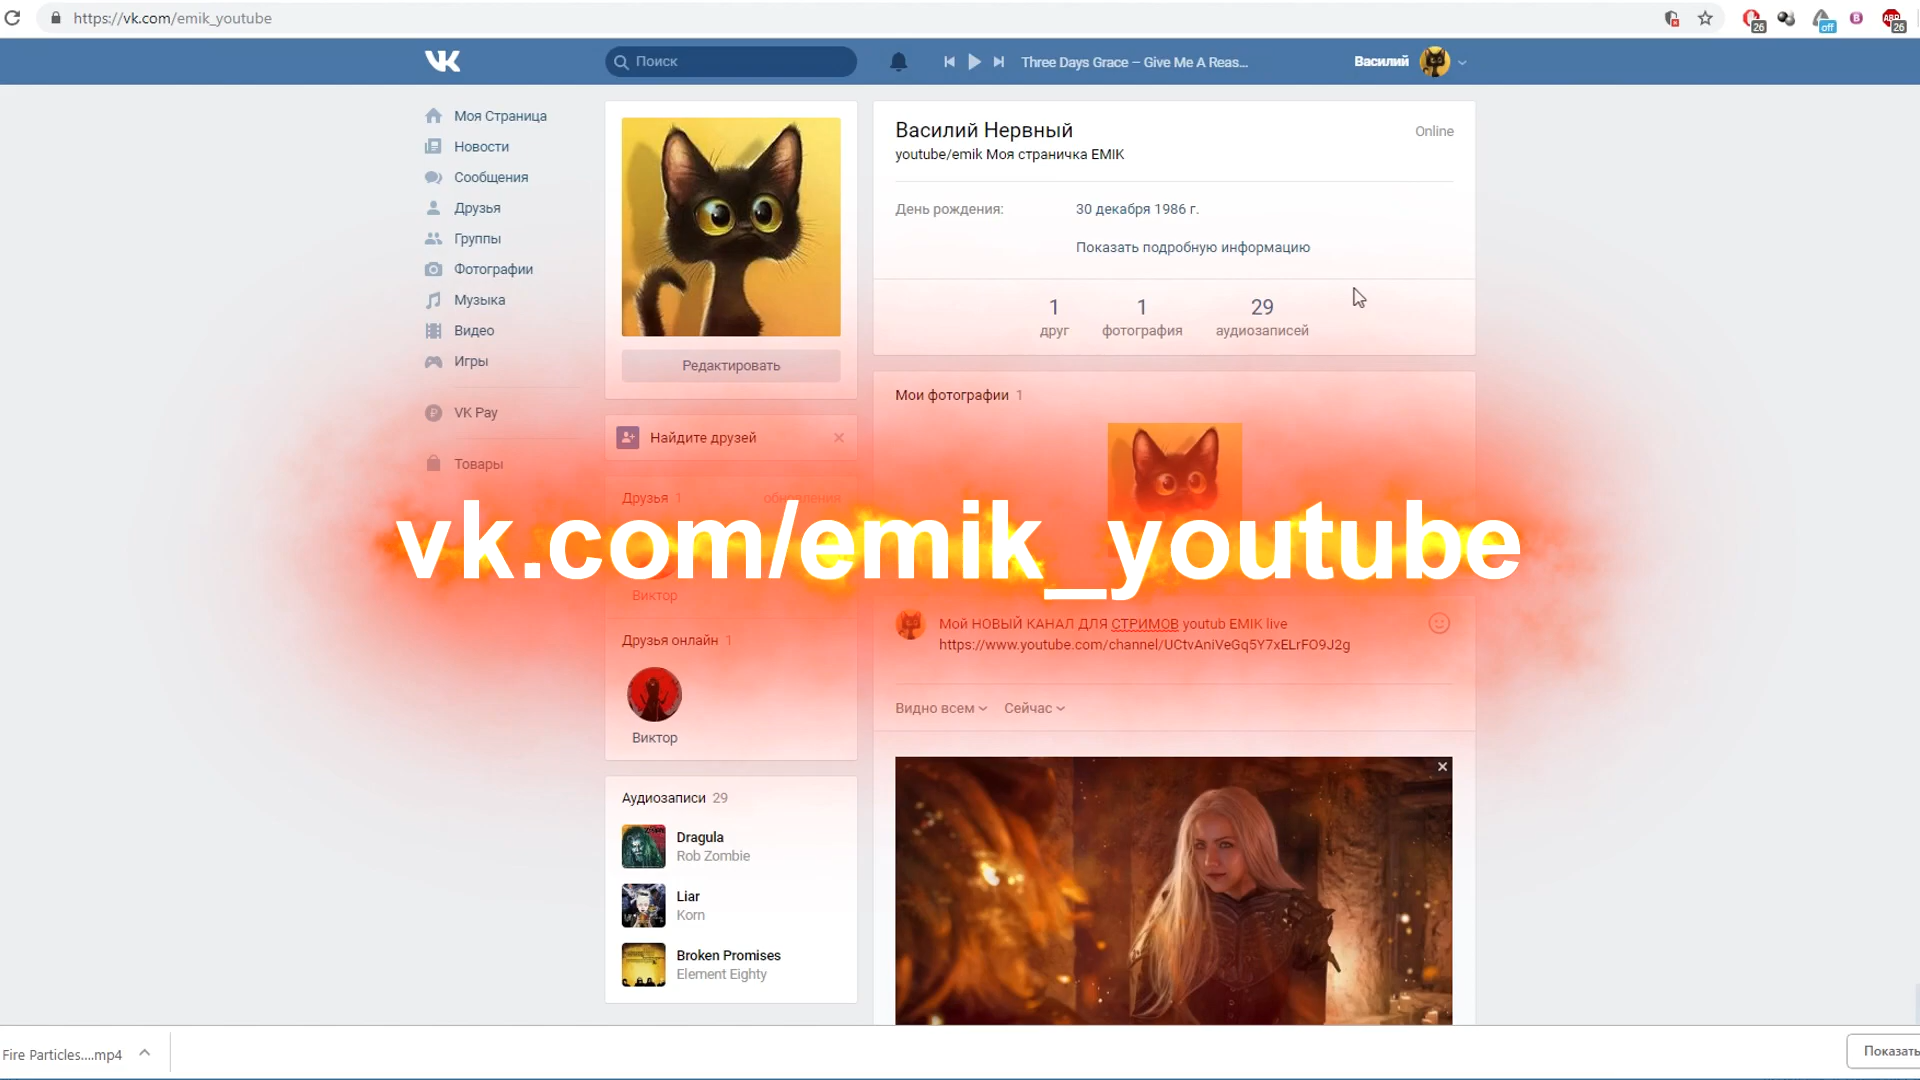 https://vk.com/emik_youtube
26
off
B
ABP
26
Поиск
Three Days Grace – Give Me A Reas...
Василий
Моя Страница
Новости
Сообщения
Друзья
Группы
Фотографии
Музыка
Видео
Игры
VK Pay
Товары
Редактировать
Найдите друзей
Друзья 1
обновления
Виктор
Друзья онлайн 1
Виктор
Аудиозаписи 29
Dragula
Rob Zombie
Liar
Korn
Broken Promises
Element Eighty
Василий Нервный
Online
youtube/emik Моя страничка EMIK
День рождения: 30 декабря 1986 г.
Показать подробную информацию
1 друг
1 фотография
29 аудиозаписей
Мои фотографии 1
vk.com/emik_youtube
Мой НОВЫЙ КАНАЛ ДЛЯ СТРИМОВ youtub EMIK live
https://www.youtube.com/channel/UCtvAniVeGq5Y7xELrFO9J2g
Видно всем Сейчас
Fire Particles....mp4
Показать